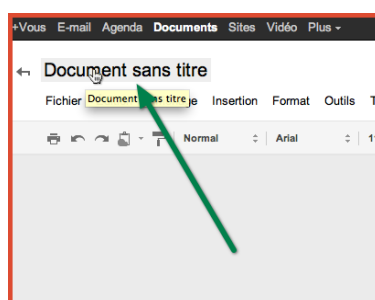 +Vous E-mail Agenda Documents Sites Vidéo Plus
Document sans titre
Fichier Insertion Format Outils
Document sans titre
Normal Arial